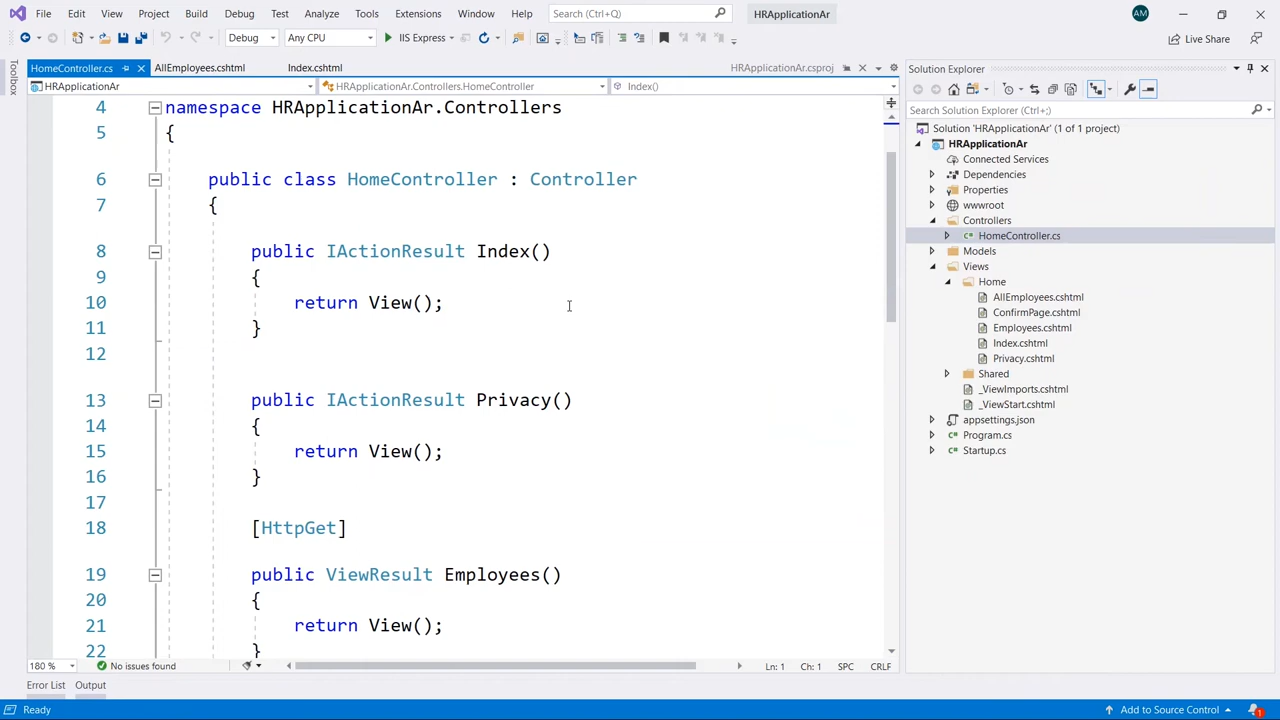 File Edit View Project Build Debug Test Analyze Tools Extensions Window Help Search (Ctrl+Q) HRApplicationAr AM
Debug Any CPU IIS Express Live Share
Toolbox
HomeController.cs AllEmployees.cshtml Index.cshtml HRApplicationAr.csproj
HRApplicationAr HRApplicationAr.Controllers.HomeController Index()
4 namespace HRApplicationAr.Controllers
5 {
6 public class HomeController : Controller
7 {
8 public IActionResult Index()
9 {
10 return View();
11 }
12
13 public IActionResult Privacy()
14 {
15 return View();
16 }
17
18 [HttpGet]
19 public ViewResult Employees()
20 {
21 return View();
22 }
180 % No issues found Ln: 1 Ch: 1 SPC CRLF
Error List Output
Ready Add to Source Control 1
Solution Explorer
Search Solution Explorer (Ctrl+;)
Solution 'HRApplicationAr' (1 of 1 project)
HRApplicationAr
Connected Services
Dependencies
Properties
wwwroot
Controllers
C# HomeController.cs
Models
Views
Home
AllEmployees.cshtml
ConfirmPage.cshtml
Employees.cshtml
Index.cshtml
Privacy.cshtml
Shared
_ViewImports.cshtml
_ViewStart.cshtml
appsettings.json
C# Program.cs
C# Startup.cs